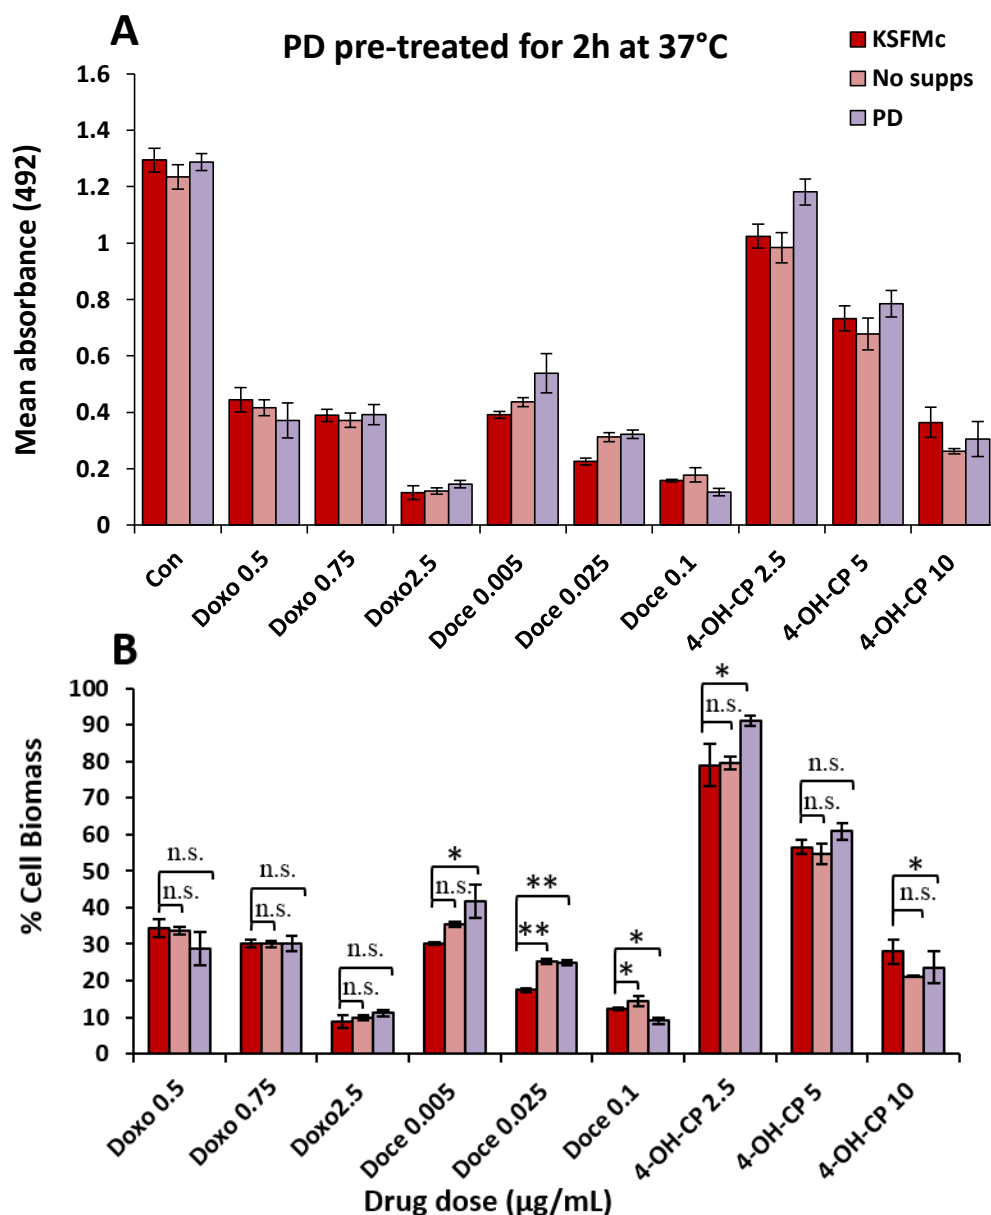 A
PD pre-treated for 2h at 37°C
KSFMc
No supps
PD
Mean absorbance (492)
1.6
1.4
1.2
1
0.8
0.6
0.4
0.2
0
Con
Doxo 0.5
Doxo 0.75
Doxo2.5
Doce 0.005
Doce 0.025
Doce 0.1
4-OH-CP 2.5
4-OH-CP 5
4-OH-CP 10
B
% Cell Biomass
100
90
80
70
60
50
40
30
20
10
0
n.s.
n.s.
n.s.
n.s.
n.s.
n.s.
*
n.s.
**
**
*
*
*
n.s.
n.s.
n.s.
*
n.s.
Doxo 0.5
Doxo 0.75
Doxo2.5
Doce 0.005
Doce 0.025
Doce 0.1
4-OH-CP 2.5
4-OH-CP 5
4-OH-CP 10
Drug dose (µg/mL)